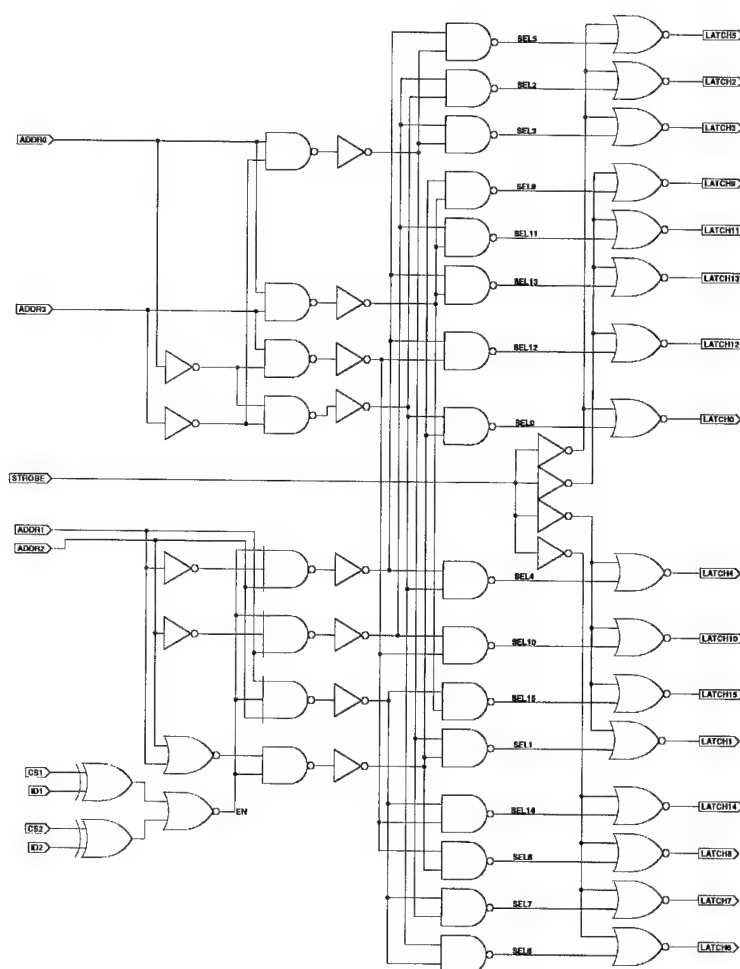 SEL5 LATCH5
SEL2 LATCH2
SEL3 LATCH3
ADDR0
SEL9 LATCH9
SEL11 LATCH11
SEL13 LATCH13
ADDR3
SEL12 LATCH12
SEL0 LATCH0
STROBE
ADDR1
ADDR2
SEL4 LATCH4
SEL10 LATCH10
SEL15 LATCH15
SEL1 LATCH1
CS1
ID1
EN
SEL14 LATCH14
CS2
ID2
SEL8 LATCH8
SEL7 LATCH7
SEL6 LATCH6